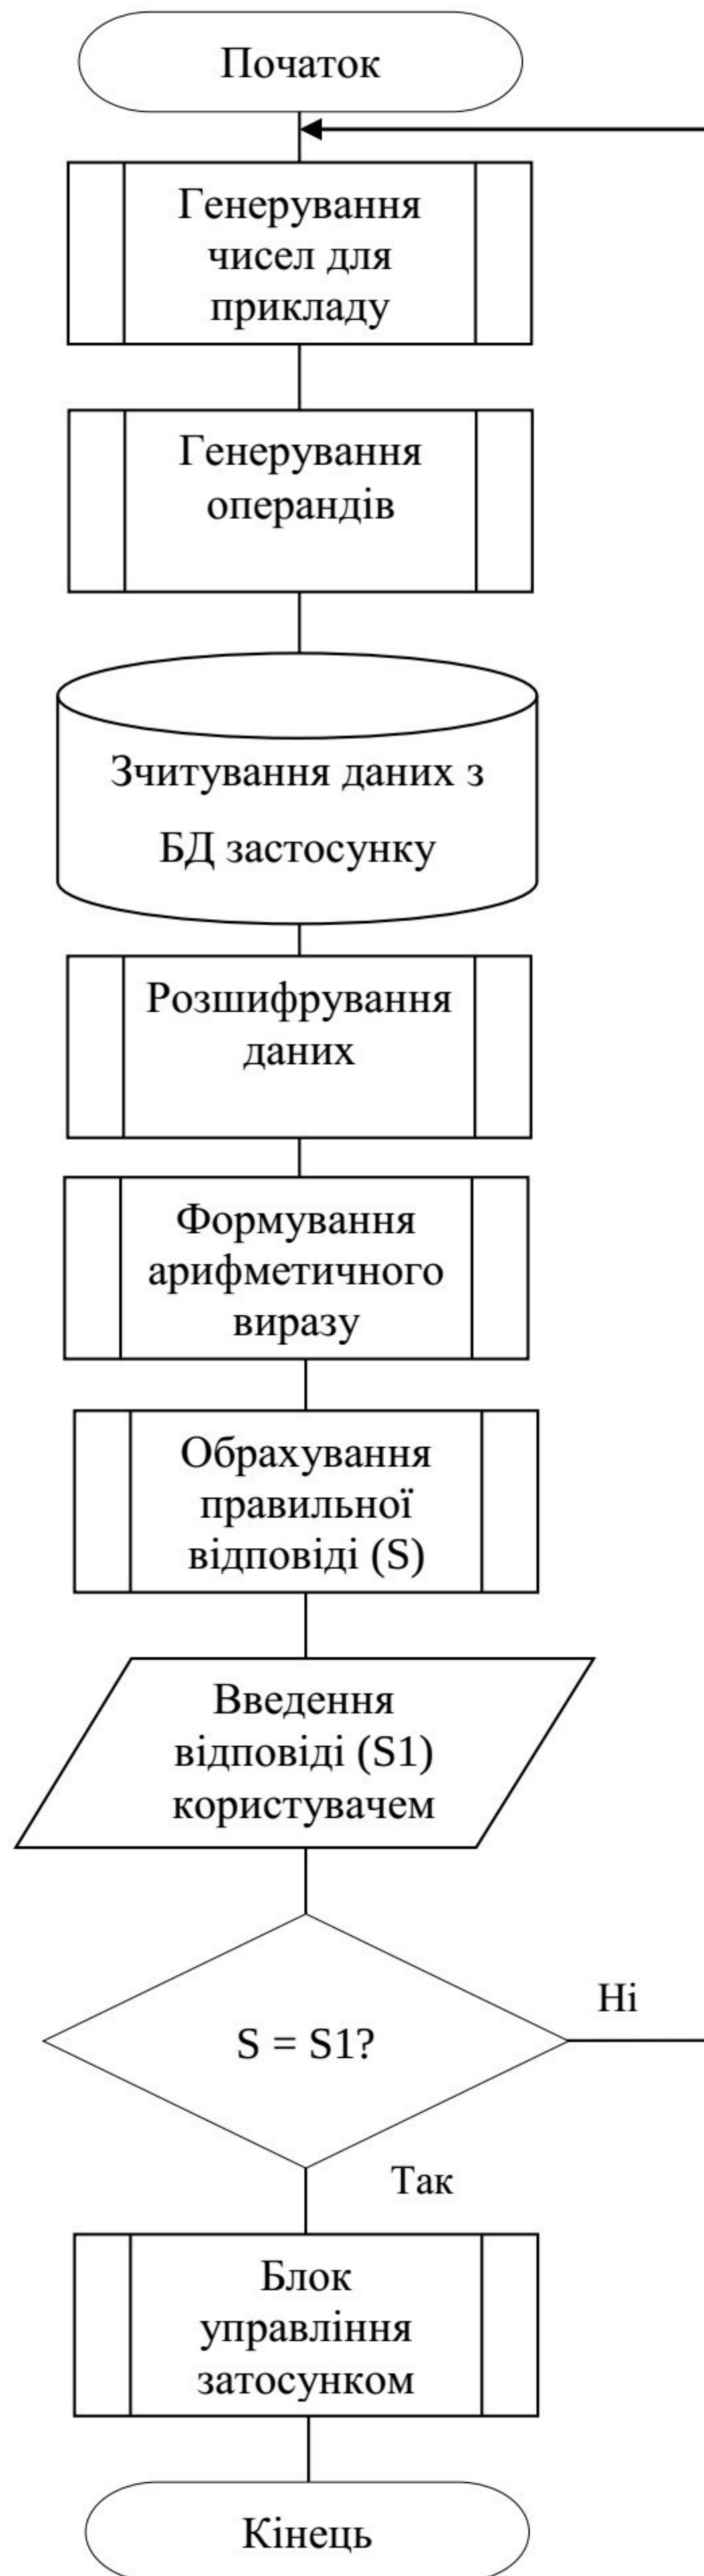 Початок
Генерування
чисел для
прикладу
Генерування
операндів
Зчитування даних з
БД застосунку
Розшифрування
даних
Формування
арифметичного
виразу
Обрахування
правильної
відповіді (S)
Введення
відповіді (S1)
користувачем
Ні
S = S1?
Так
Блок
управління
затосунком
Кінець